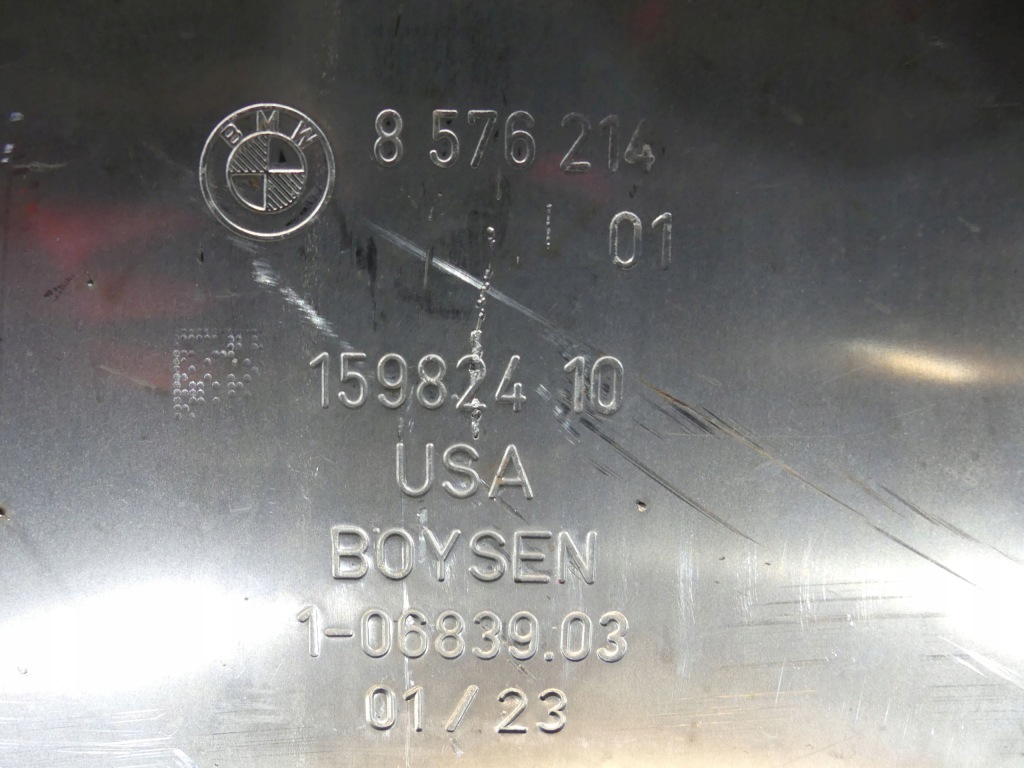 BMW 8 576 214
01
159824 10
USA
BOYSEN
1-06839.03
01/23